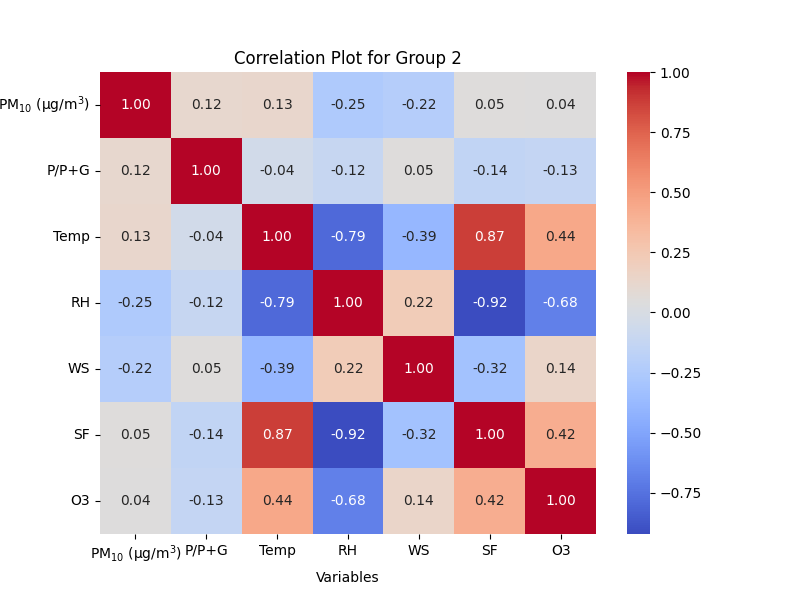 Correlation Plot for Group 2
PM₁₀ (µg/m³) 1.00 0.12 0.13 -0.25 -0.22 0.05 0.04
P/P+G 0.12 1.00 -0.04 -0.12 0.05 -0.14 -0.13
Temp 0.13 -0.04 1.00 -0.79 -0.39 0.87 0.44
RH -0.25 -0.12 -0.79 1.00 0.22 -0.92 -0.68
WS -0.22 0.05 -0.39 0.22 1.00 -0.32 0.14
SF 0.05 -0.14 0.87 -0.92 -0.32 1.00 0.42
O3 0.04 -0.13 0.44 -0.68 0.14 0.42 1.00
PM₁₀ (µg/m³) P/P+G Temp RH WS SF O3
Variables
1.00
0.75
0.50
0.25
0.00
−0.25
−0.50
−0.75